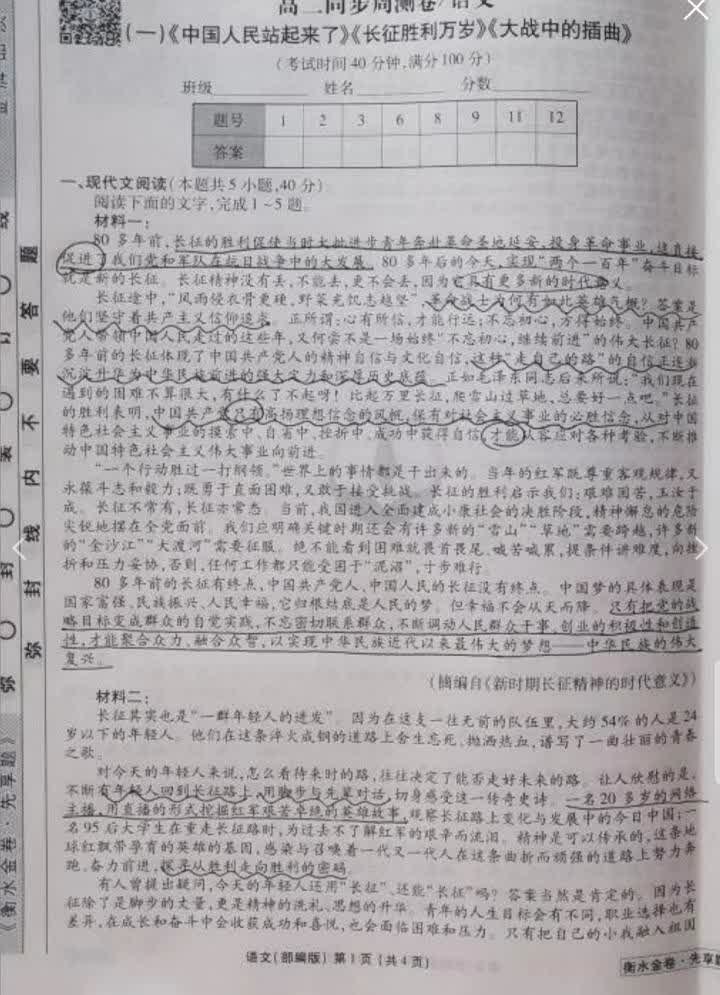 高二同步周测卷/语文
(一)《中国人民站起来了》《长征胜利万岁》《大战中的插曲》
(考试时间40分钟,满分100分)
班级 姓名 分数
题号 1 2 3 6 8 9 11 12
答案
一、现代文阅读(本题共5小题,40分)
阅读下面的文字,完成1~5题。
材料一:
80多年前,长征的胜利促使当时大批进步青年奔赴革命圣地延安,投身革命事业,这直接
促进了我们党和军队在抗日战争中的大发展。80多年后的今天,实现“两个一百年”奋斗目标
就是新的长征。长征精神没有丢,不能丢,更不会丢,因为它具有更多新的时代意义。
长征途中,“风雨侵衣骨更硬,野菜充饥志越坚”,革命战士为何有如此英雄气概?答案是
他们坚守着共产主义信仰追求。正所谓:心有所信,才能行远;不忘初心,方得始终。中国共产
党人带领中国人民走过的这些年,又何尝不是一场始终“不忘初心,继续前进”的伟大长征?80
多年前的长征体现了中国共产党人的精神自信与文化自信,这种“走自己的路”的自信正逐渐
沉淀升华为中华民族前进的强大定力和深厚历史底蕴。正如毛泽东同志后来所说:“我们现在
遇到的困难不算很大,有什么了不起呀!比起万里长征,爬雪山过草地,总要好一点吧。”长征
的胜利表明,中国共产党只有高扬理想信念的风帆,保有对社会主义事业的必胜信念,从对中国
特色社会主义事业的探索中、自省中、挫折中、成功中获得自信,才能从容应对各种考验,不断推
动中国特色社会主义伟大事业向前进。
“一个行动胜过一打纲领。”世界上的事情都是干出来的。当年的红军既尊重客观规律,又
永葆斗志和毅力;既勇于直面困难,又敢于接受挑战。长征的胜利启示我们:艰难困苦,玉汝于
成。长征不常有,长征亦常态。当前,我国进入全面建成小康社会的决胜阶段,精神懈怠的危险
尖锐地摆在全党面前。我们应明确关键时期还会有许多新的“雪山”“草地”需要跨越,许多新
的“金沙江”“大渡河”需要征服。绝不能看到困难就畏首畏尾、喊苦喊累,提条件讲难度,向挫
折和压力妥协,否则,任何工作都只能受困于“泥沼”,寸步难行。
80多年前的长征有终点,中国共产党人、中国人民的长征没有终点。中国梦的具体表现是
国家富强、民族振兴、人民幸福,它归根结底是人民的梦。但幸福不会从天而降。只有把党的战
略目标变成群众的自觉实践,不忘密切联系群众,不断调动人民群众干事、创业的积极性和创造
性,才能聚合众力、融合众智,以实现中华民族近代以来最伟大的梦想——中华民族的伟大
复兴。
(摘编自《新时期长征精神的时代意义》)
材料二:
长征其实也是“一群年轻人的进发”。因为在这支一往无前的队伍里,大约54%的人是24
岁以下的年轻人。他们在这条淬火成钢的道路上舍生忘死、抛洒热血,谱写了一曲壮丽的青春
之歌。
对今天的年轻人来说,怎么看待来时的路,往往决定了能否走好未来的路。让人欣慰的是,
不断有年轻人回到长征路上,用脚步与先辈对话,切身感受这一传奇史诗。一名20多岁的网络
主播,用直播的形式挖掘红军艰苦卓绝的英雄故事,观察长征路上变化与发展中的今日中国;一
名95后大学生在重走长征路时,为过去不了解红军的艰辛而流泪。精神是可以传承的,这条地
球红飘带孕育的英雄的基因,感染与召唤着一代又一代人在这条曲折而顽强的道路上努力奔
跑、奋力前进,探寻从胜利走向胜利的密码。
有人曾提出疑问,今天的年轻人还用“长征”、还能“长征”吗?答案当然是肯定的。因为长
征除了是脚步的丈量,更是精神的洗礼、思想的升华。青年的人生目标会有不同,职业选择也有
差异,在成长和奋斗中会收获成功和喜悦,也会面临困难和压力。只有把自己的小我融入祖国
语文(部编版) 第1页(共4页)
衡水金卷·先享题
弥 封 线 内 不 要 答 题
弥 封 装 订 线
《衡水金卷·先享题》